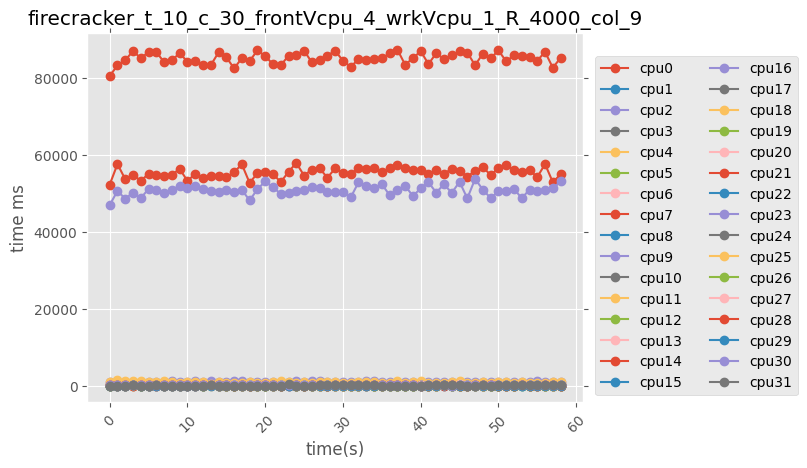 firecracker_t_10_c_30_frontVcpu_4_wrkVcpu_1_R_4000_col_9
80000
60000
40000
20000
0
time ms
0
10
20
30
40
50
60
time(s)
cpu0
cpu1
cpu2
cpu3
cpu4
cpu5
cpu6
cpu7
cpu8
cpu9
cpu10
cpu11
cpu12
cpu13
cpu14
cpu15
cpu16
cpu17
cpu18
cpu19
cpu20
cpu21
cpu22
cpu23
cpu24
cpu25
cpu26
cpu27
cpu28
cpu29
cpu30
cpu31